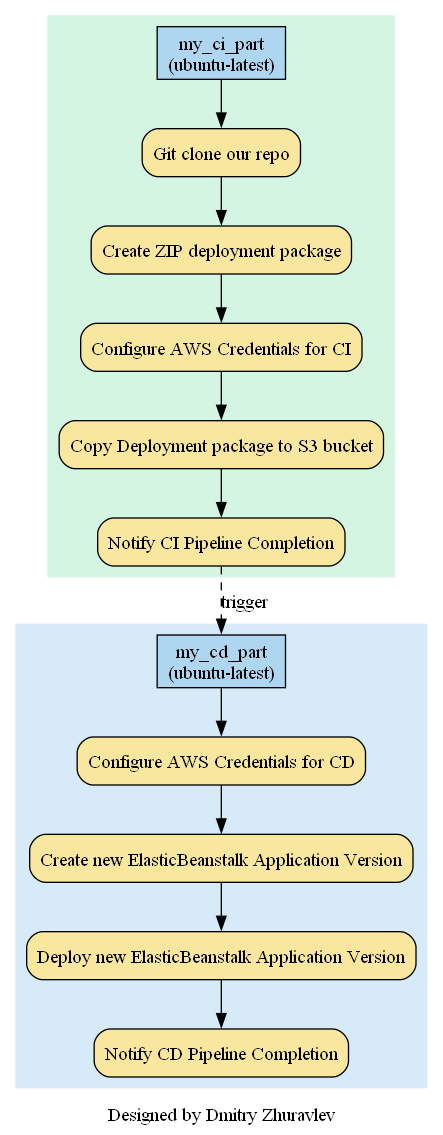 my_ci_part
(ubuntu-latest)
Git clone our repo
Create ZIP deployment package
Configure AWS Credentials for CI
Copy Deployment package to S3 bucket
Notify CI Pipeline Completion
trigger
my_cd_part
(ubuntu-latest)
Configure AWS Credentials for CD
Create new ElasticBeanstalk Application Version
Deploy new ElasticBeanstalk Application Version
Notify CD Pipeline Completion
Designed by Dmitry Zhuravlev